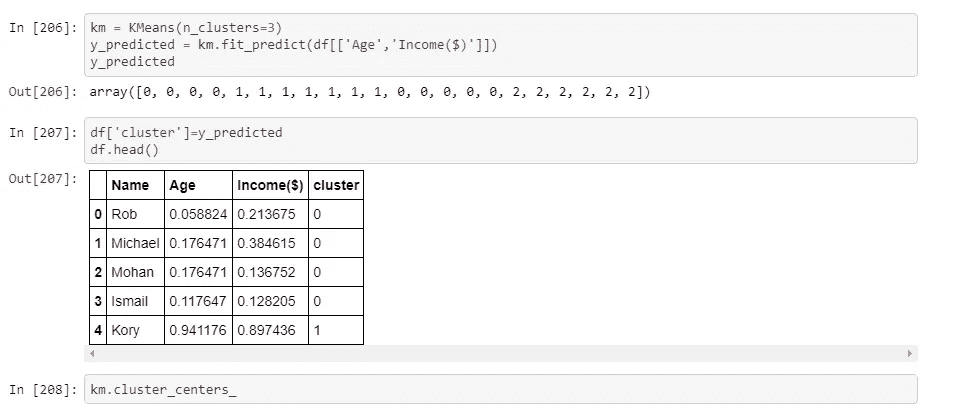 In [206]: km = KMeans(n_clusters=3)
y_predicted = km.fit_predict(df[['Age','Income($)']])
y_predicted
Out[206]: array([0, 0, 0, 0, 1, 1, 1, 1, 1, 1, 1, 0, 0, 0, 0, 0, 2, 2, 2, 2, 2, 2])
In [207]: df['cluster']=y_predicted
df.head()
Out[207]:
Name Age Income($) cluster
0 Rob 0.058824 0.213675 0
1 Michael 0.176471 0.384615 0
2 Mohan 0.176471 0.136752 0
3 Ismail 0.117647 0.128205 0
4 Kory 0.941176 0.897436 1
In [208]: km.cluster_centers_